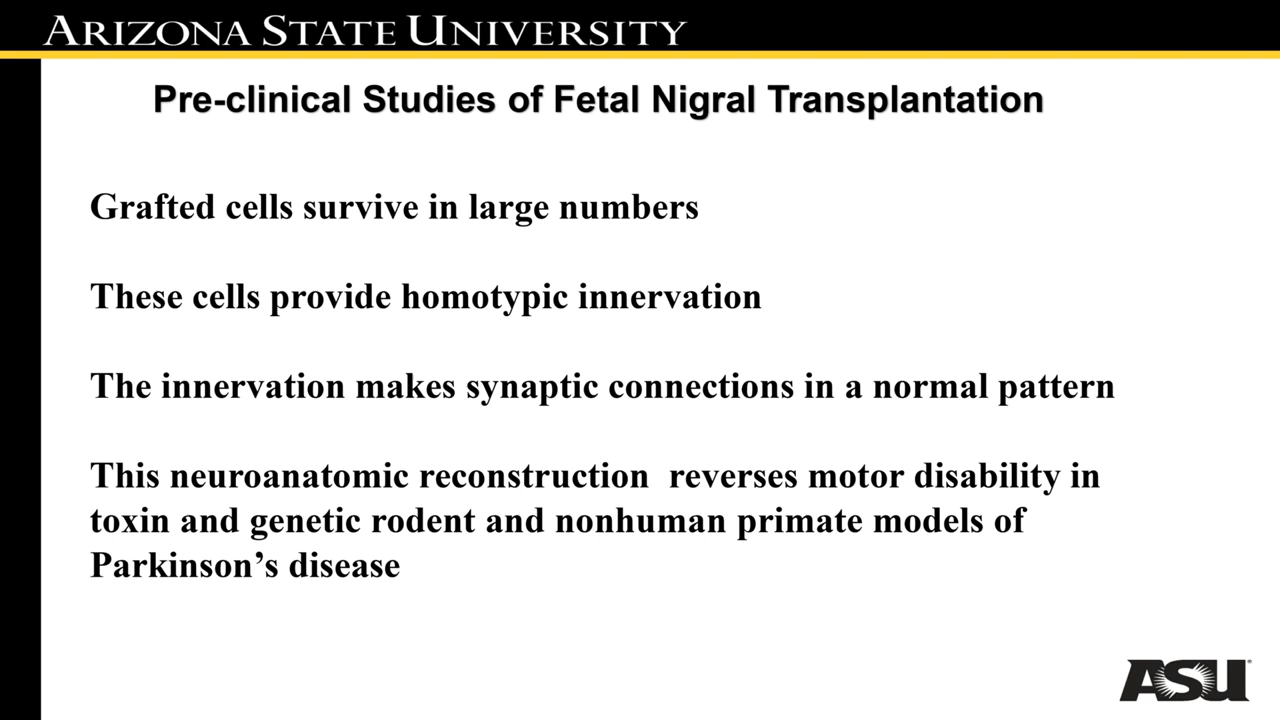 ARIZONA STATE UNIVERSITY
Pre-clinical Studies of Fetal Nigral Transplantation
Grafted cells survive in large numbers
These cells provide homotypic innervation
The innervation makes synaptic connections in a normal pattern
This neuroanatomic reconstruction  reverses motor disability in
toxin and genetic rodent and nonhuman primate models of
Parkinson’s disease
ASU